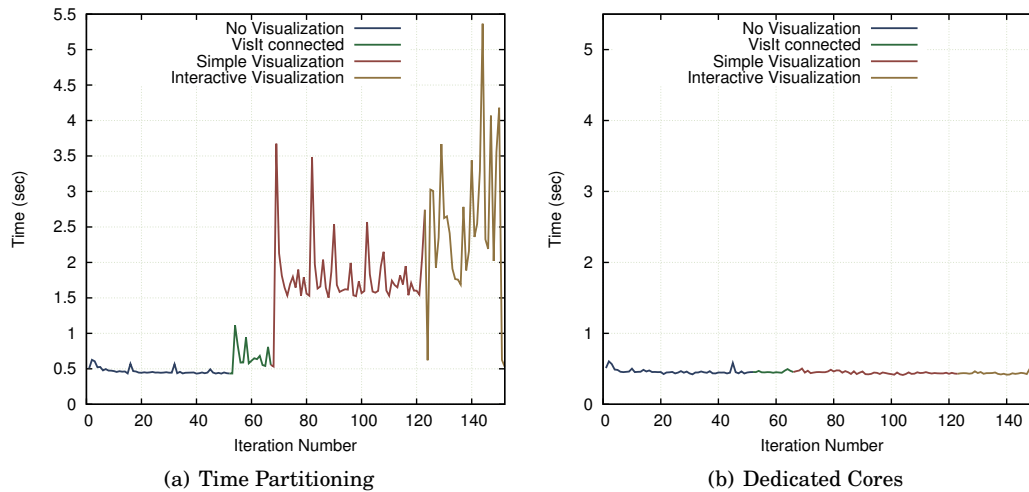 5.5
5
4.5
4
3.5
3
2.5
2
1.5
1
0.5
0
Time (sec)
No Visualization
VisIt connected
Simple Visualization
Interactive Visualization
0 20 40 60 80 100 120 140
Iteration Number
(a) Time Partitioning
5
4
3
2
1
0
Time (sec)
No Visualization
VisIt connected
Simple Visualization
Interactive Visualization
0 20 40 60 80 100 120 140
Iteration Number
(b) Dedicated Cores